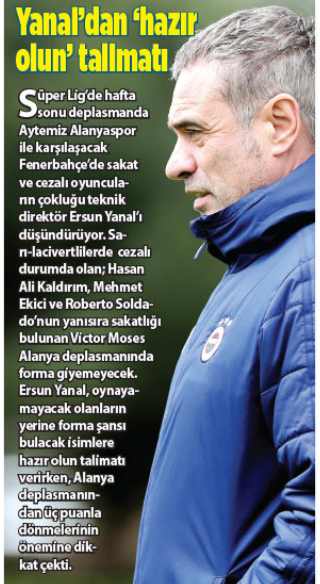 Yanal’dan ‘hazır
olun’ talimatı
Süper Lig’de hafta
sonu deplasmanda
Aytemiz Alanyaspor
ile karşılaşacak
Fenerbahçe’de sakat
ve cezalı oyuncula-
rın çokluğu teknik
direktör Ersun Yanal’ı
düşündürüyor. Sa-
rı-lacivertlilerde cezalı
durumda olan; Hasan
Ali Kaldırım, Mehmet
Ekici ve Roberto Solda-
do’nun yanısıra sakatlığı
bulunan Victor Moses
Alanya deplasmanında
forma giyemeyecek.
Ersun Yanal, oynaya-
mayacak olanların
yerine forma şansı
bulacak isimlere
hazır olun talimatı
verirken, Alanya
deplasmanın-
dan üç puanla
dönmelerinin
önemine dik-
kat çekti.